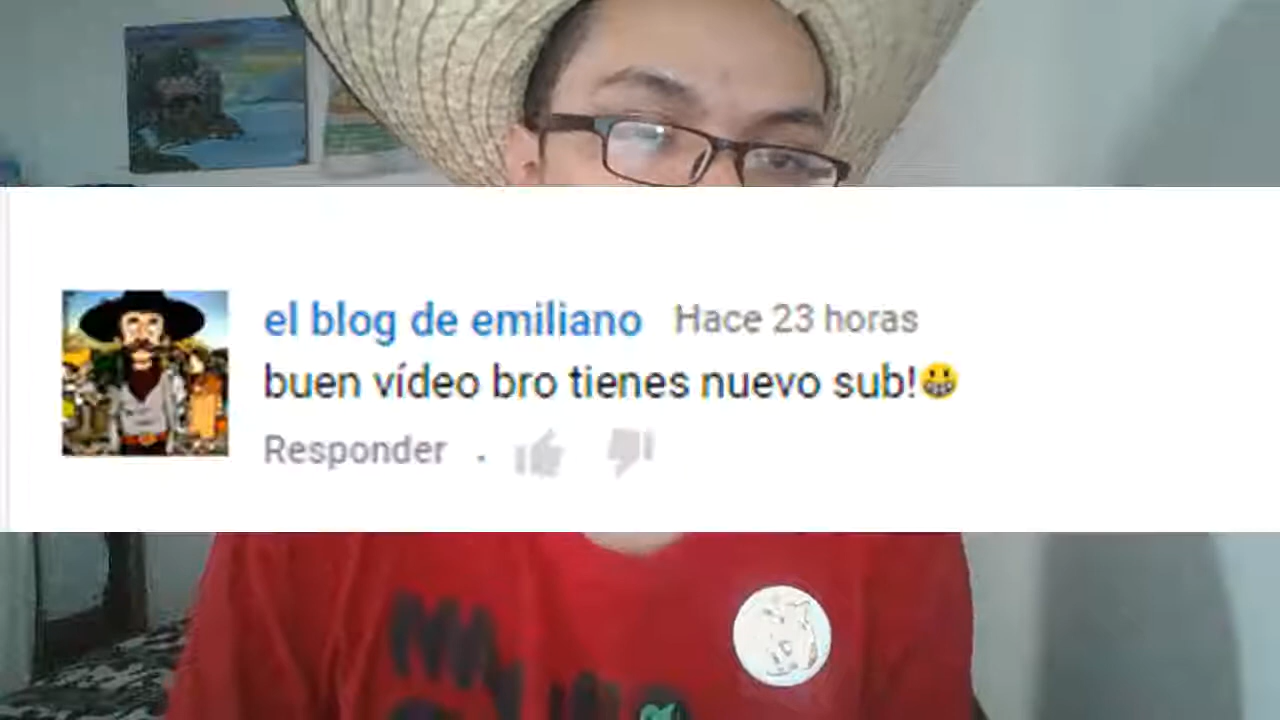 el blog de emiliano Hace 23 horas
buen vídeo bro tienes nuevo sub!😀
Responder .